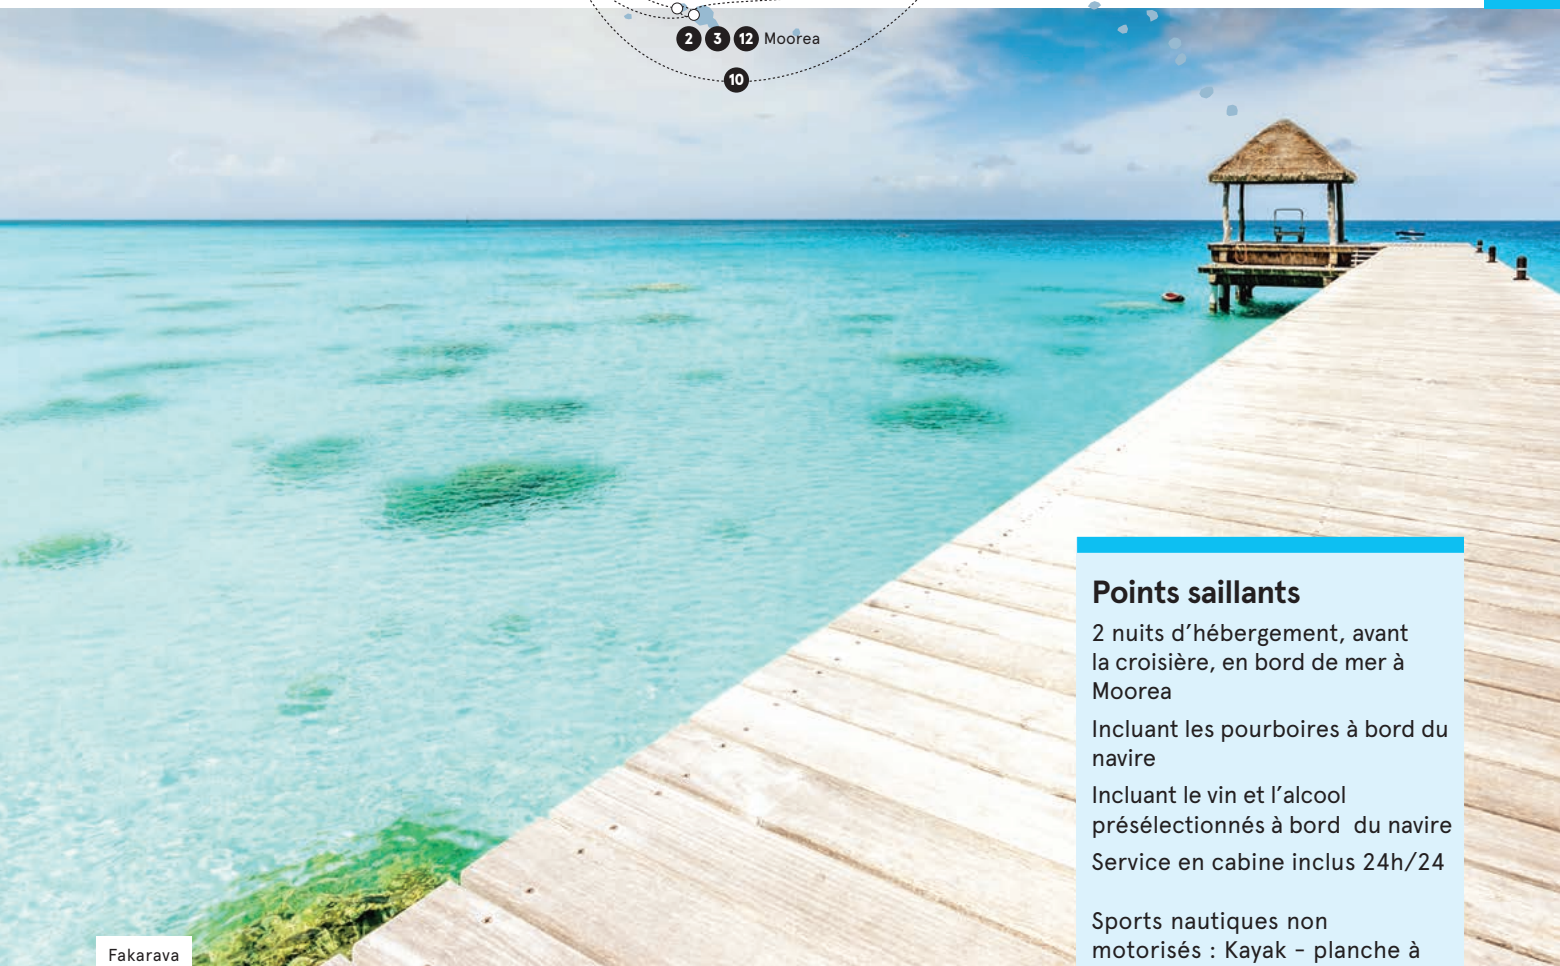 2 3 12 Moorea
10
Points saillants
2 nuits d’hébergement, avant
la croisière, en bord de mer à
Moorea
Incluant les pourboires à bord du
navire
Incluant le vin et l’alcool
présélectionnés à bord du navire
Service en cabine inclus 24h/24
Sports nautiques non
motorisés : Kayak - planche à
Fakarava